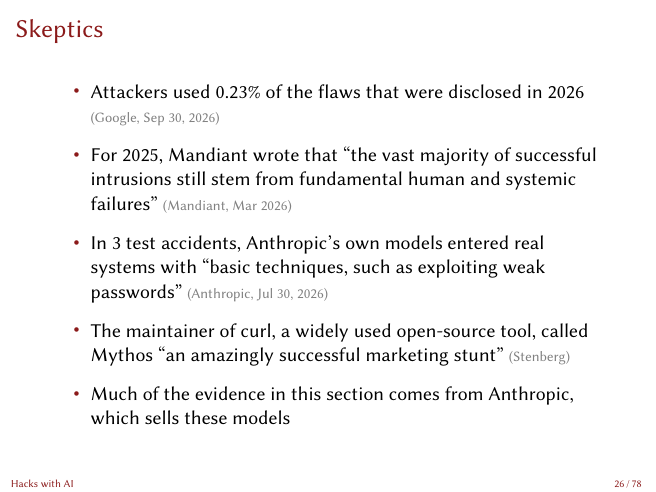 Skeptics
• Attackers used 0.23% of the flaws that were disclosed in 2026
(Google, Sep 30, 2026)
• For 2025, Mandiant wrote that “the vast majority of successful
intrusions still stem from fundamental human and systemic
failures” (Mandiant, Mar 2026)
• In 3 test accidents, Anthropic’s own models entered real
systems with “basic techniques, such as exploiting weak
passwords” (Anthropic, Jul 30, 2026)
• The maintainer of curl, a widely used open-source tool, called
Mythos “an amazingly successful marketing stunt” (Stenberg)
• Much of the evidence in this section comes from Anthropic,
which sells these models
Hacks with AI
26 / 78